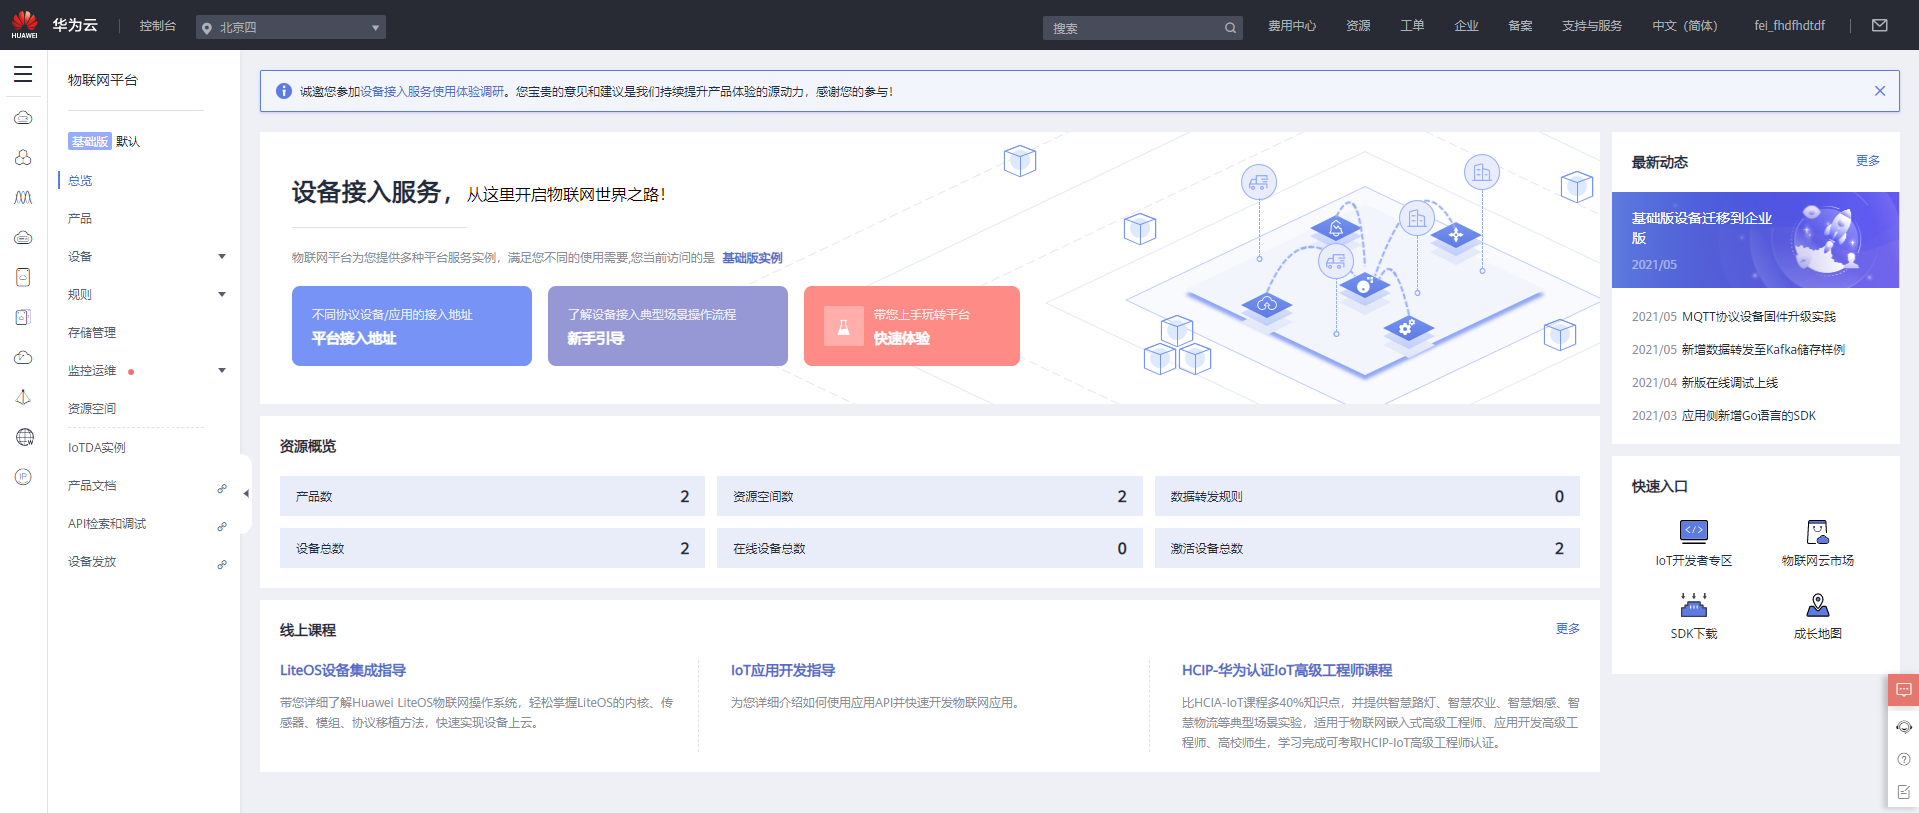 HUAWEI
华为云
控制台
北京四
搜索
费用中心
资源
工单
企业
备案
支持与服务
中文（简体）
fei_fhdfhdtdf
物联网平台
基础版 默认
总览
产品
设备
规则
存储管理
监控运维
资源空间
IoTDA实例
产品文档
API检索和调试
设备发放
诚邀您参加设备接入服务使用体验调研。您宝贵的意见和建议是我们持续提升产品体验的源动力，感谢您的参与！
设备接入服务，从这里开启物联网世界之路！
物联网平台为您提供多种平台服务实例，满足您不同的使用需要,您当前访问的是 基础版实例
不同协议设备/应用的接入地址
平台接入地址
了解设备接入典型场景操作流程
新手引导
带您上手玩转平台
快速体验
资源概览
产品数 2
资源空间数 2
数据转发规则 0
设备总数 2
在线设备总数 0
激活设备总数 2
线上课程
更多
LiteOS设备集成指导
带您详细了解Huawei LiteOS物联网操作系统，轻松掌握LiteOS的内核、传
感器、模组、协议移植方法，快速实现设备上云。
IoT应用开发指导
为您详细介绍如何使用应用API并快速开发物联网应用。
HCIP-华为认证IoT高级工程师课程
比HCIA-IoT课程多40%知识点，并提供智慧路灯、智慧农业、智慧烟感、智
慧物流等典型场景实验，适用于物联网嵌入式高级工程师、应用开发高级工
程师、高校师生，学习完成可考取HCIP-IoT高级工程师认证。
最新动态
更多
基础版设备迁移到企业
版
2021/05
2021/05 MQTT协议设备固件升级实践
2021/05 新增数据转发至Kafka储存样例
2021/04 新版在线调试上线
2021/03 应用侧新增Go语言的SDK
快速入口
IoT开发者专区
物联网云市场
SDK下载
成长地图